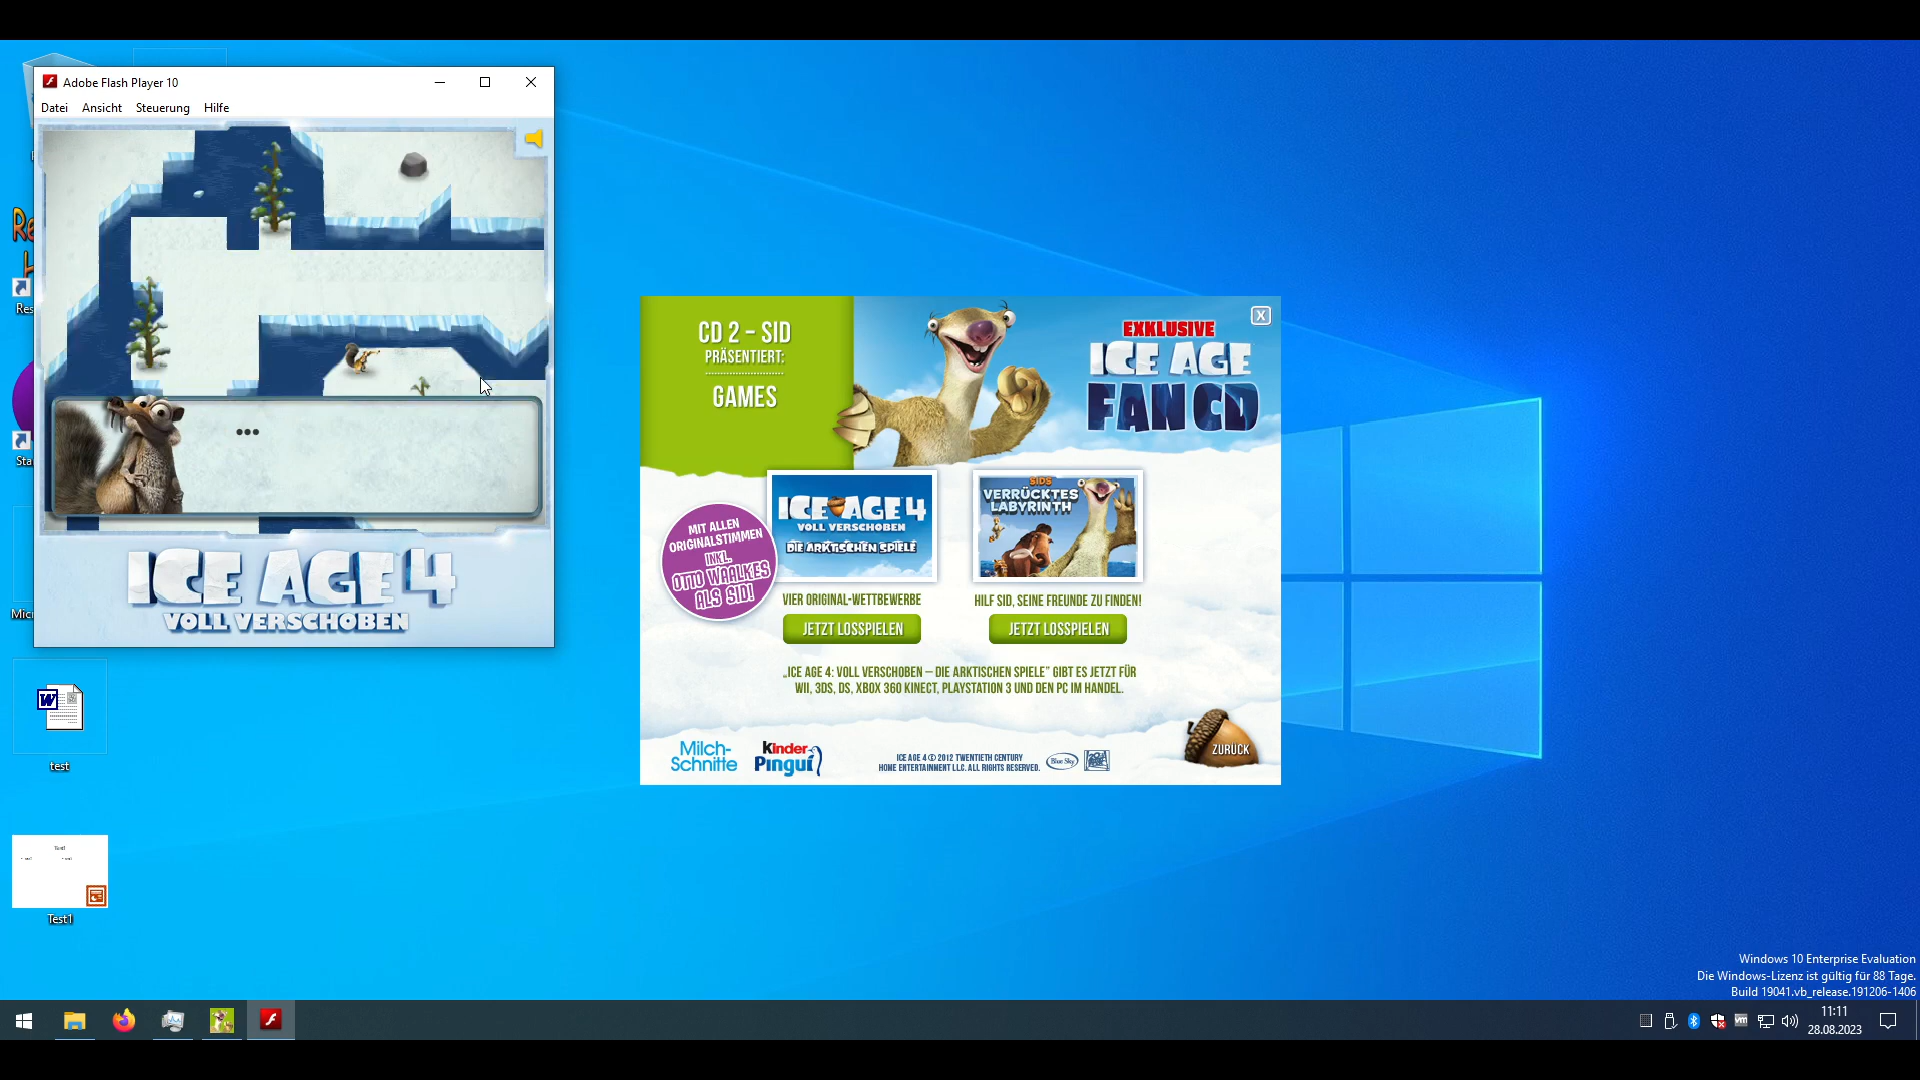 Adobe Flash Player 10
Datei Ansicht Steuerung Hilfe
•••
ICE AGE 4
VOLL VERSCHOBEN
CD 2 – SID
PRÄSENTIERT:
GAMES
EXKLUSIVE
ICE AGE
FAN CD
X
MIT ALLEN
ORIGINALSTIMMEN
INKL.
OTTO WAALKES
ALS SID!
ICE AGE 4
VOLL VERSCHOBEN
DIE ARKTISCHEN SPIELE
SIDS
VERRÜCKTES
LABYRINTH
VIER ORIGINAL-WETTBEWERBE
HILF SID, SEINE FREUNDE ZU FINDEN!
JETZT LOSSPIELEN
JETZT LOSSPIELEN
„ICE AGE 4: VOLL VERSCHOBEN – DIE ARKTISCHEN SPIELE" GIBT ES JETZT FÜR
WII, 3DS, DS, XBOX 360 KINECT, PLAYSTATION 3 UND DEN PC IM HANDEL.
Milch-
Schnitte
Kinder
Pinguí
ICE AGE 4 © 2012 TWENTIETH CENTURY
HOME ENTERTAINMENT LLC. ALL RIGHTS RESERVED.
Blue Sky
ZURÜCK
Res
Sta
Micr
test
Test1
Windows 10 Enterprise Evaluation
Die Windows-Lizenz ist gültig für 88 Tage.
Build 19041.vb_release.191206-1406
11:11
28.08.2023